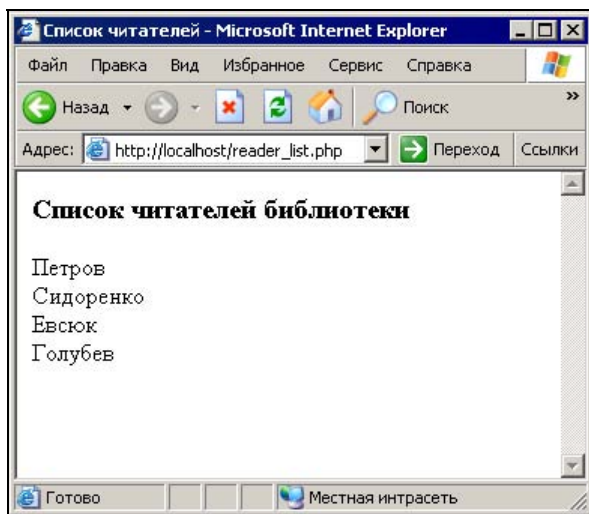 Список читателей - Microsoft Internet Explorer
Файл Правка Вид Избранное Сервис Справка
Назад Поиск »
Адрес: http://localhost/reader_list.php Переход Ссылки
Список читателей библиотеки
Петров
Сидоренко
Евсюк
Голубев
Готово Местная интрасеть